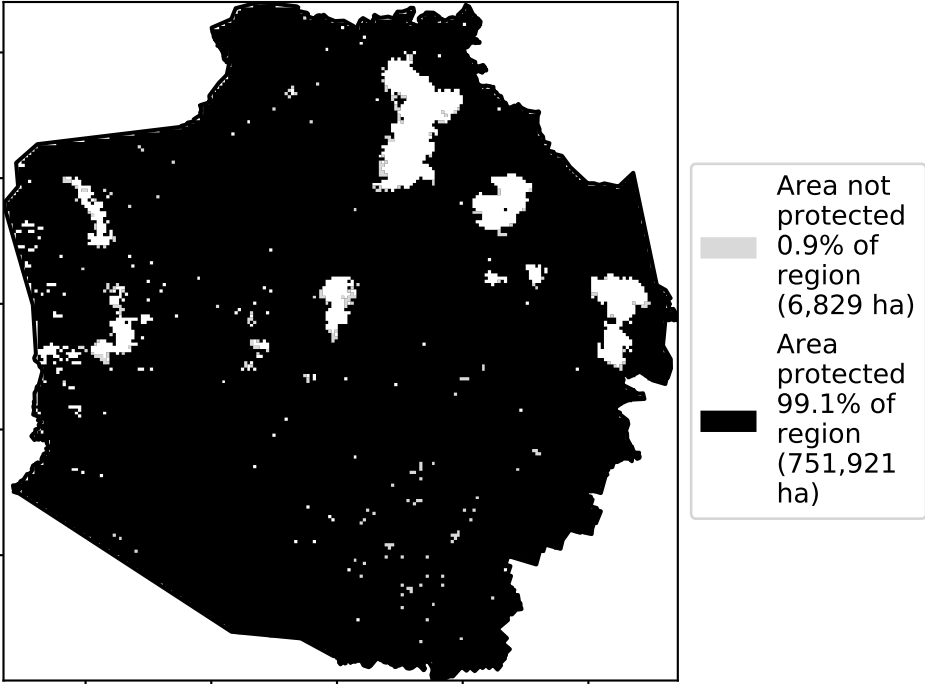 Area not
protected
0.9% of
region
(6,829 ha)
Area
protected
99.1% of
region
(751,921
ha)